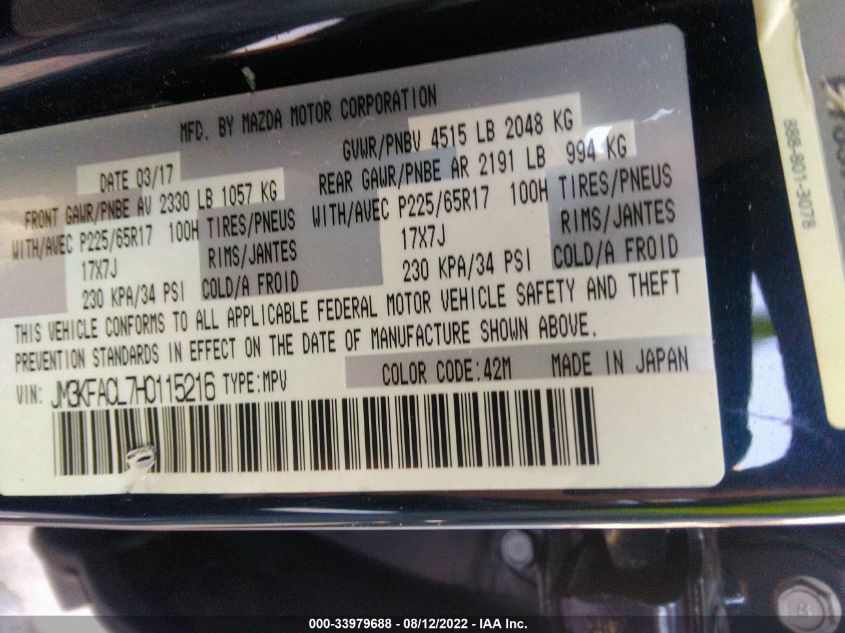 MFD. BY MAZDA MOTOR CORPORATION
DATE 03/17
GVWR/PNBV 4515 LB 2048 KG
FRONT GAWR/PNBE AV 2330 LB 1057 KG
REAR GAWR/PNBE AR 2191 LB 994 KG
WITH/AVEC P225/65R17 100H TIRES/PNEUS
WITH/AVEC P225/65R17 100H TIRES/PNEUS
17X7J RIMS/JANTES
17X7J RIMS/JANTES
230 KPA/34 PSI COLD/A FROID
230 KPA/34 PSI COLD/A FROID
THIS VEHICLE CONFORMS TO ALL APPLICABLE FEDERAL MOTOR VEHICLE SAFETY AND THEFT
PREVENTION STANDARDS IN EFFECT ON THE DATE OF MANUFACTURE SHOWN ABOVE.
VIN: JM3KFACL7H0115216 TYPE:MPV COLOR CODE:42M MADE IN JAPAN
888-801-3078
000-33979688 - 08/12/2022 - IAA Inc.